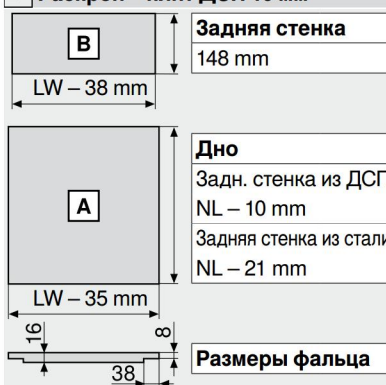 B
LW – 38 mm
Задняя стенка
148 mm
A
LW – 35 mm
Дно
Задн. стенка из ДСП
NL – 10 mm
Задняя стенка из стали
NL – 21 mm
16
8
38
Размеры фальца